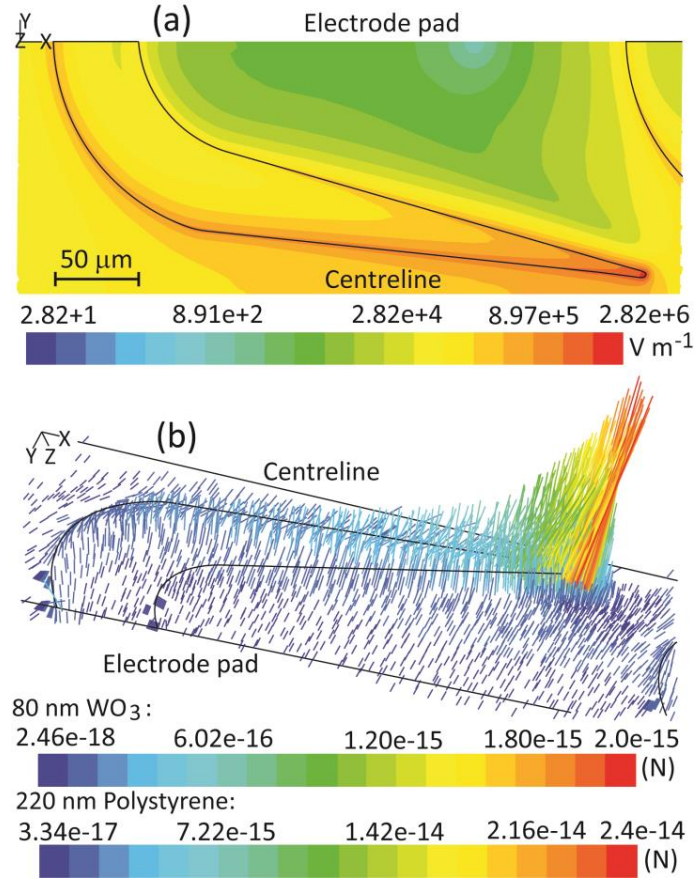 (a) Electrode pad
Y
Z X
50 μm
Centreline
2.82+1 8.91e+2 2.82e+4 8.97e+5 2.82e+6
V m⁻¹
(b)
X
Y Z
Centreline
Electrode pad
80 nm WO₃:
2.46e-18 6.02e-16 1.20e-15 1.80e-15 2.0e-15
(N)
220 nm Polystyrene:
3.34e-17 7.22e-15 1.42e-14 2.16e-14 2.4e-14
(N)